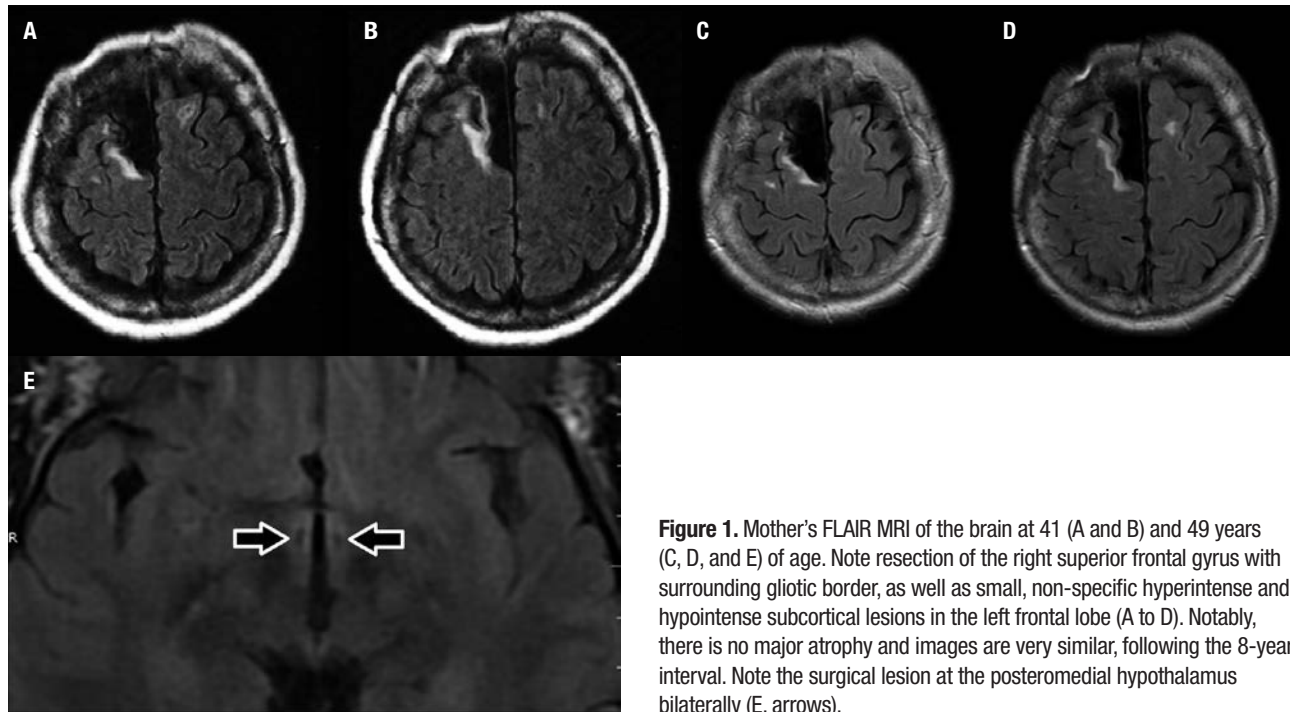 A
B
C
D
E
R
Figure 1. Mother's FLAIR MRI of the brain at 41 (A and B) and 49 years
(C, D, and E) of age. Note resection of the right superior frontal gyrus with
surrounding gliotic border, as well as small, non-specific hyperintense and
hypointense subcortical lesions in the left frontal lobe (A to D). Notably,
there is no major atrophy and images are very similar, following the 8-year
interval. Note the surgical lesion at the posteromedial hypothalamus
bilaterally (E, arrows).